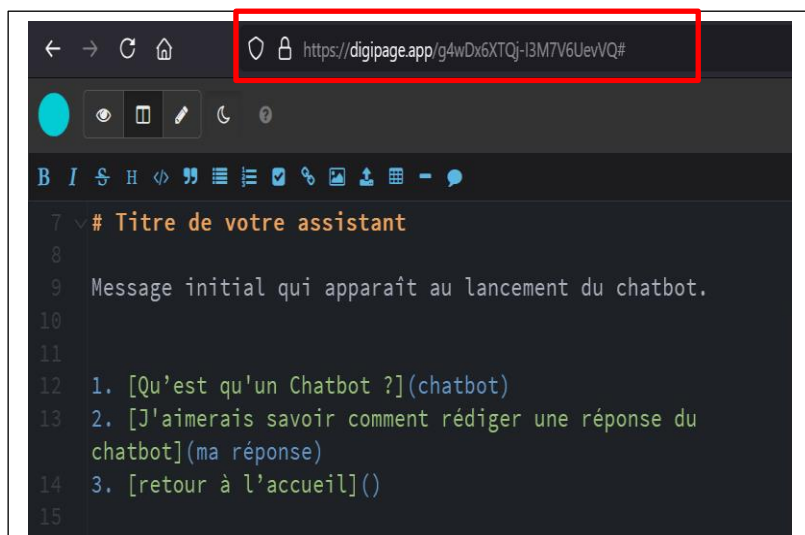 https://digipage.app/g4wDx6XTQj-I3M7V6UevVQ#
B I S H </>
7 # Titre de votre assistant
8
9 Message initial qui apparaît au lancement du chatbot.
10
11
12 1. [Qu’est qu'un Chatbot ?](chatbot)
13 2. [J'aimerais savoir comment rédiger une réponse du
chatbot](ma réponse)
14 3. [retour à l’accueil]()
15